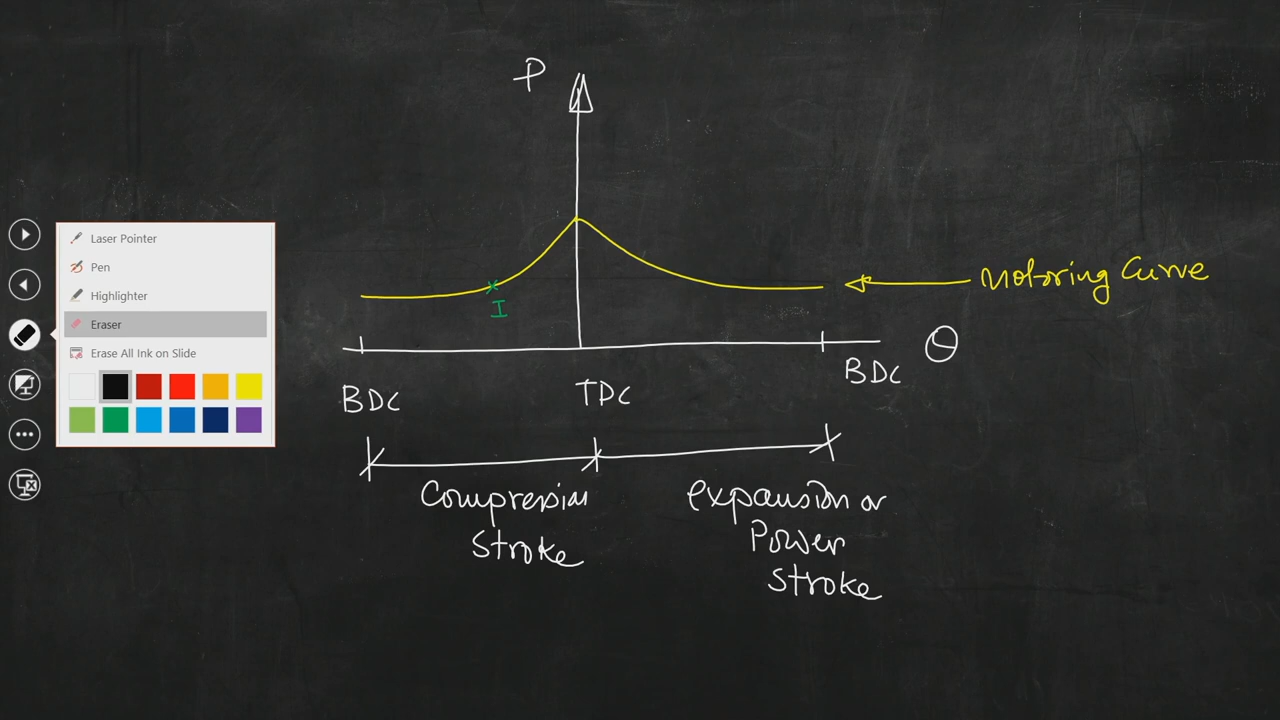 P
Laser Pointer
Pen
Highlighter
Eraser
Erase All Ink on Slide
Motoring Curve
I
θ
BDC
TDC
BDC
Compression
Stroke
expansion or
Power
Stroke